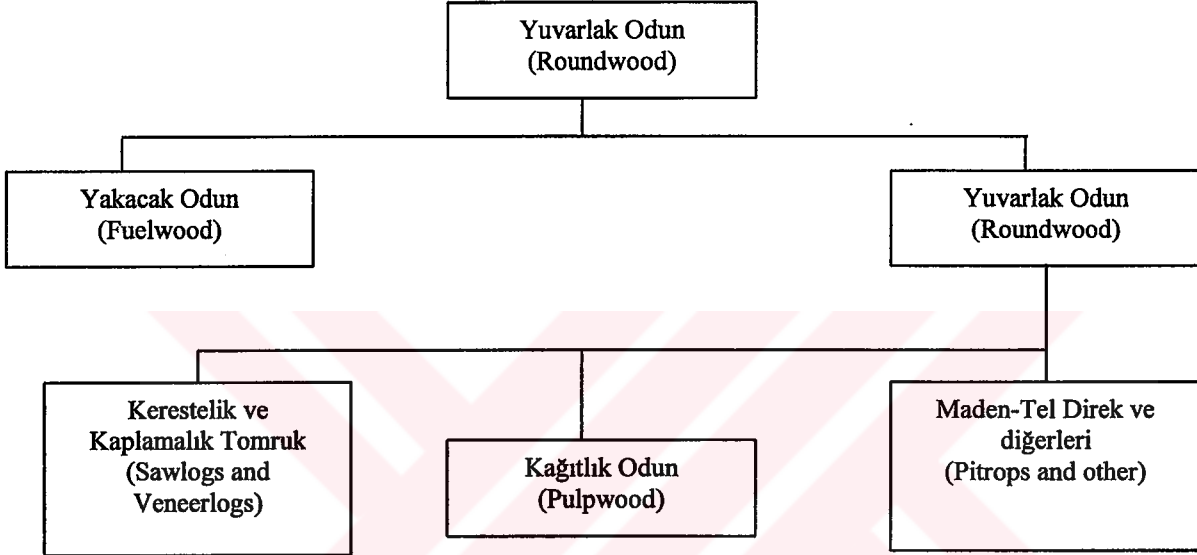 Yuvarlak Odun
(Roundwood)
Yakacak Odun
(Fuelwood)
Yuvarlak Odun
(Roundwood)
Kerestelik ve
Kaplamalık Tomruk
(Sawlogs and
Veneerlogs)
Kağıtlık Odun
(Pulpwood)
Maden-Tel Direk ve
diğerleri
(Pitrops and other)